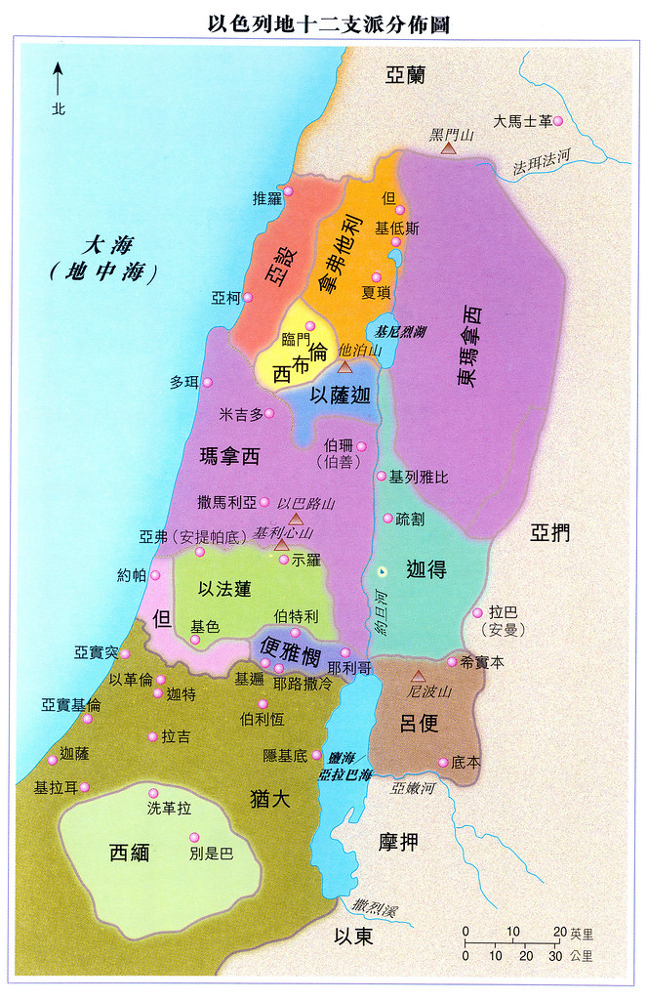 以色列地十二支派分佈圖
北
亞蘭
大馬士革
黑門山
法珥法河
推羅
但
大海
(地中海)
基低斯
拿弗他利
亞設
夏瑣
亞柯
東瑪拿西
臨門
基尼烈湖
西布倫
他泊山
多珥
以薩迦
米吉多
瑪拿西
伯珊
(伯善)
基列雅比
撒馬利亞
以巴路山
疏割
亞捫
亞弗(安提帕底)
基利心山
示羅
約帕
以法蓮
迦得
但
基色
伯特利
約旦河
拉巴
(安曼)
便雅憫
亞實突
耶利哥
希實本
以革倫
基遍
耶路撒冷
尼波山
迦特
亞實基倫
伯利恆
呂便
拉吉
迦薩
隱基底
鹽海/
亞拉巴海
底本
基拉耳
亞嫩河
洗革拉
猶大
西緬
別是巴
摩押
撒烈溪
以東
0 10 20 英里
0 10 20 30 公里